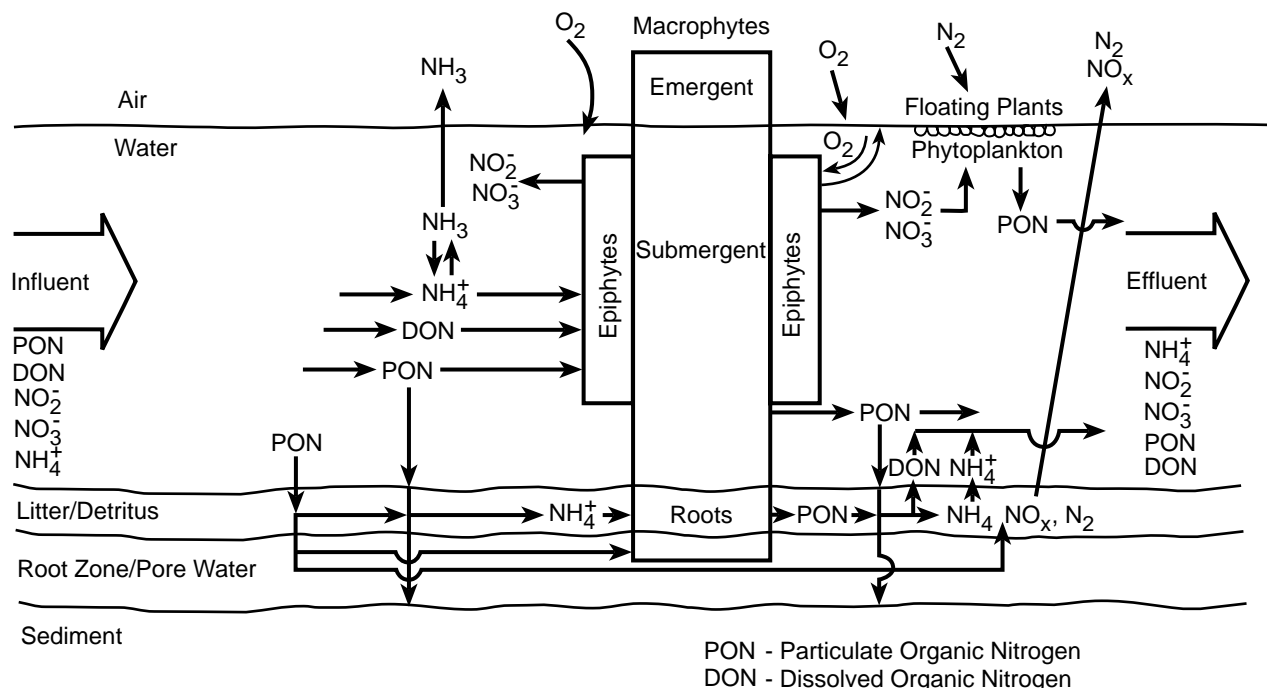 O₂
Macrophytes
N₂
N₂
NOₓ
O₂
NH₃
Emergent
Air
Floating Plants
Water
O₂
Phytoplankton
NO₂⁻
NO₃⁻
NO₂⁻
NO₃⁻
NH₃
PON
Epiphytes
Submergent
Epiphytes
Influent
Effluent
NH₄⁺
DON
PON
PON
DON
NO₂⁻
NO₃⁻
NH₄⁺
NH₄⁺
NO₂⁻
NO₃⁻
PON
DON
PON
PON
DON
NH₄⁺
Litter/Detritus
NH₄⁺
Roots
PON
NH₄
NOₓ, N₂
Root Zone/Pore Water
Sediment
PON - Particulate Organic Nitrogen
DON - Dissolved Organic Nitrogen